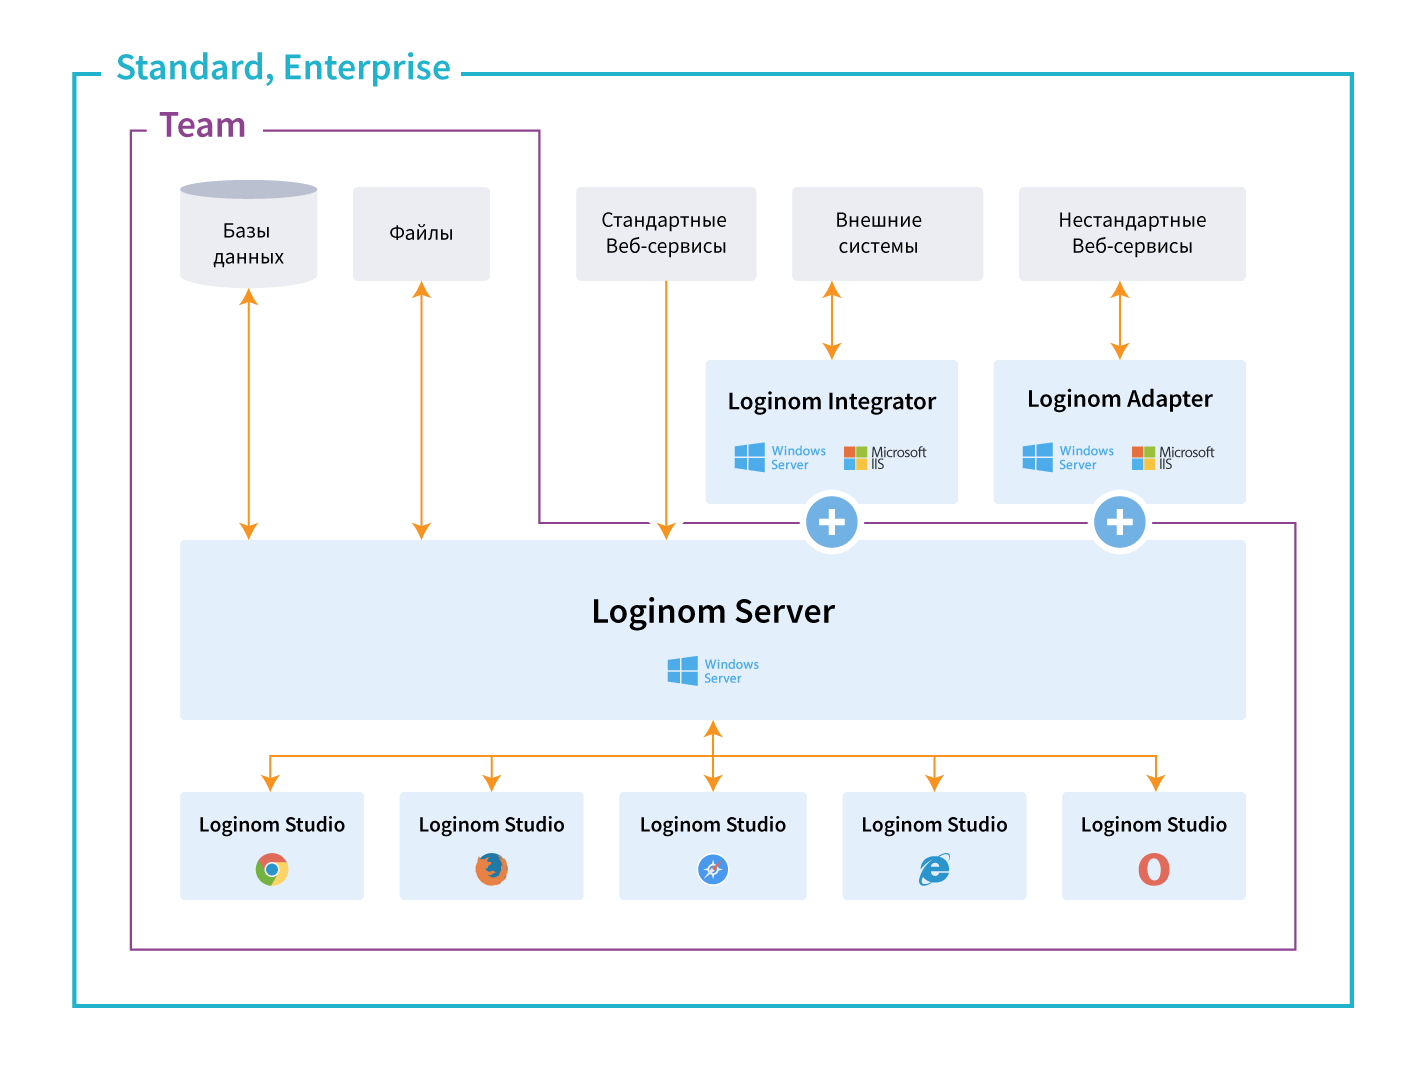 Standard, Enterprise
Team
Базы
данных
Файлы
Стандартные
Веб-сервисы
Внешние
системы
Нестандартные
Веб-сервисы
Loginom Integrator
Windows
Server
Microsoft
IIS
Loginom Adapter
Windows
Server
Microsoft
IIS
Loginom Server
Windows
Server
Loginom Studio
Loginom Studio
Loginom Studio
Loginom Studio
Loginom Studio